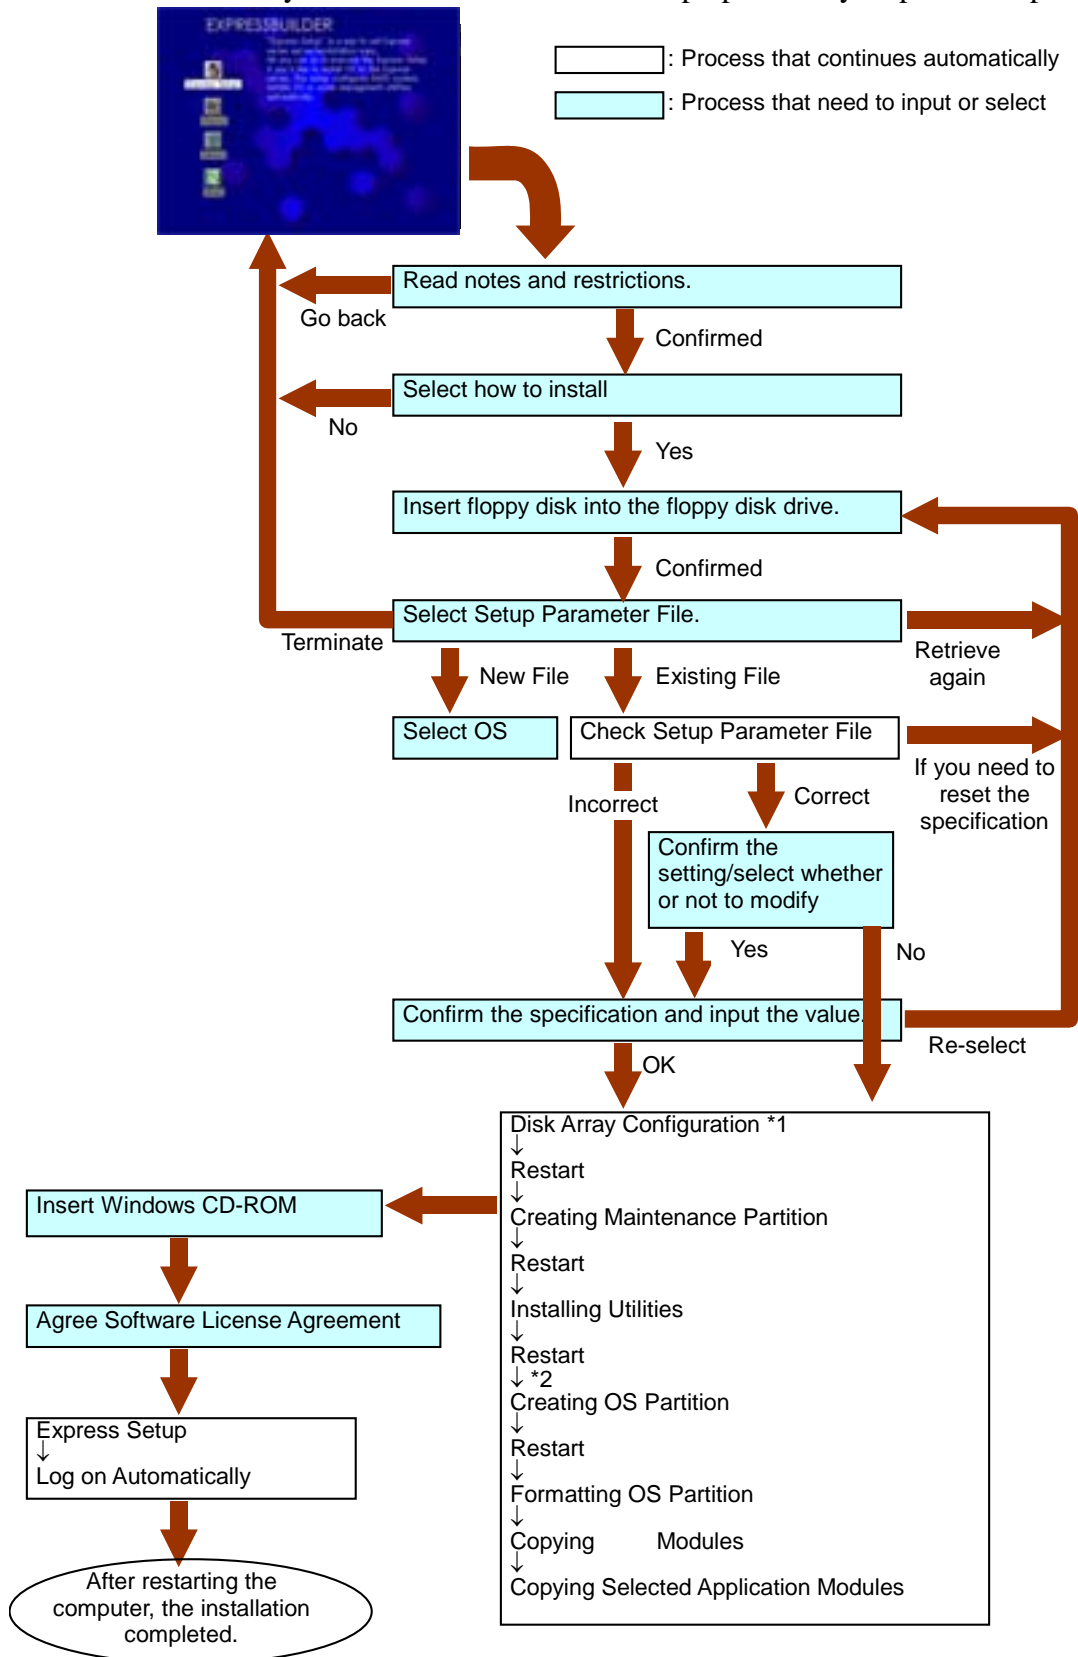 EXPRESSBUILDER
: Process that continues automatically
: Process that need to input or select
Read notes and restrictions.
Go back
Confirmed
Select how to install
No
Yes
Insert floppy disk into the floppy disk drive.
Confirmed
Select Setup Parameter File.
Terminate
Retrieve
again
New File
Existing File
Select OS
Check Setup Parameter File
If you need to
reset the
specification
Incorrect
Correct
Confirm the
setting/select whether
or not to modify
Yes
No
Confirm the specification and input the value.
Re-select
OK
Disk Array Configuration *1
↓
Restart
↓
Creating Maintenance Partition
↓
Restart
↓
Installing Utilities
↓
Restart
↓ *2
Creating OS Partition
↓
Restart
↓
Formatting OS Partition
↓
Copying Modules
↓
Copying Selected Application Modules
Insert Windows CD-ROM
Agree Software License Agreement
Express Setup
↓
Log on Automatically
After restarting the
computer, the installation
completed.